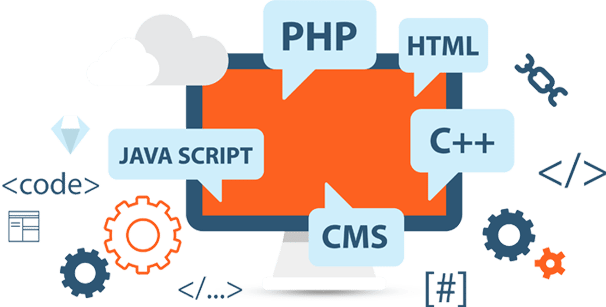 PHP
HTML
C++
JAVA SCRIPT
</>
<code>
CMS
</...>
[#]